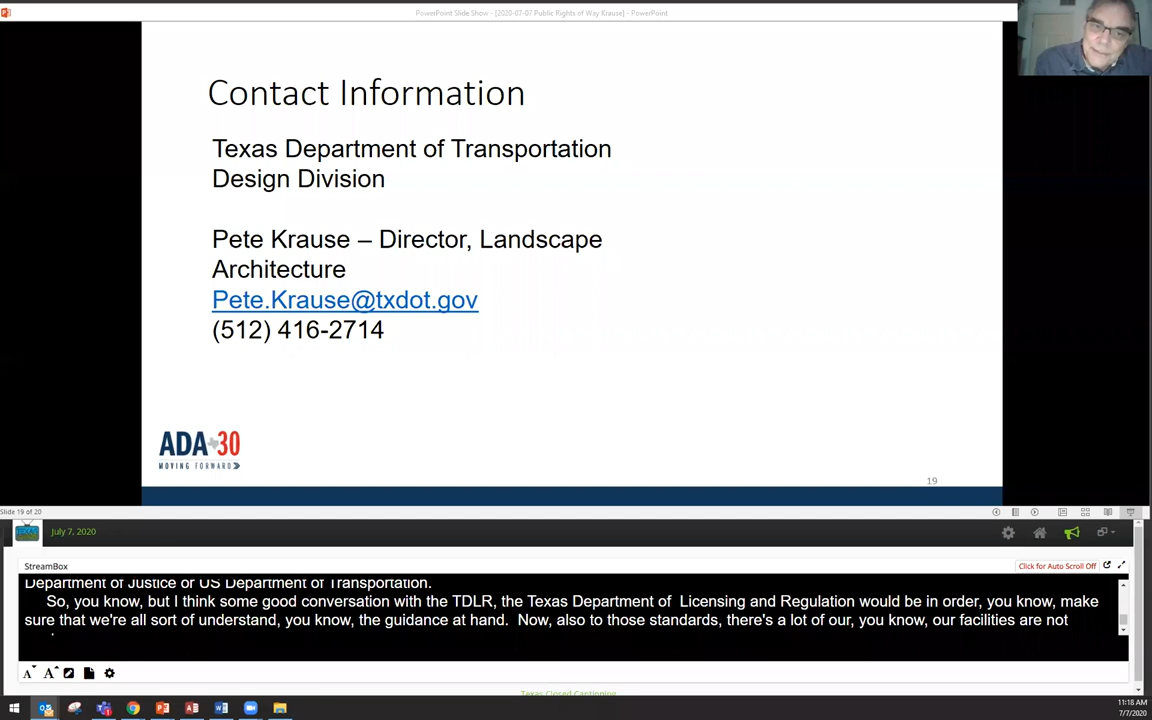 PowerPoint Slide Show - [2020-07-07 Public Rights of Way Krause] - PowerPoint
Contact Information
Texas Department of Transportation
Design Division
Pete Krause – Director, Landscape
Architecture
Pete.Krause@txdot.gov
(512) 416-2714
ADA 30
MOVING FORWARD
19
Slide 19 of 20
TEXAS
July 7, 2020
StreamBox
Click for Auto Scroll Off
Department of Justice or US Department of Transportation.
So, you know, but I think some good conversation with the TDLR, the Texas Department of Licensing and Regulation would be in order, you know, make
sure that we're all sort of understand, you know, the guidance at hand. Now, also to those standards, there's a lot of our, you know, our facilities are not
A A
Texas Closed Captioning
11:18 AM
7/7/2020